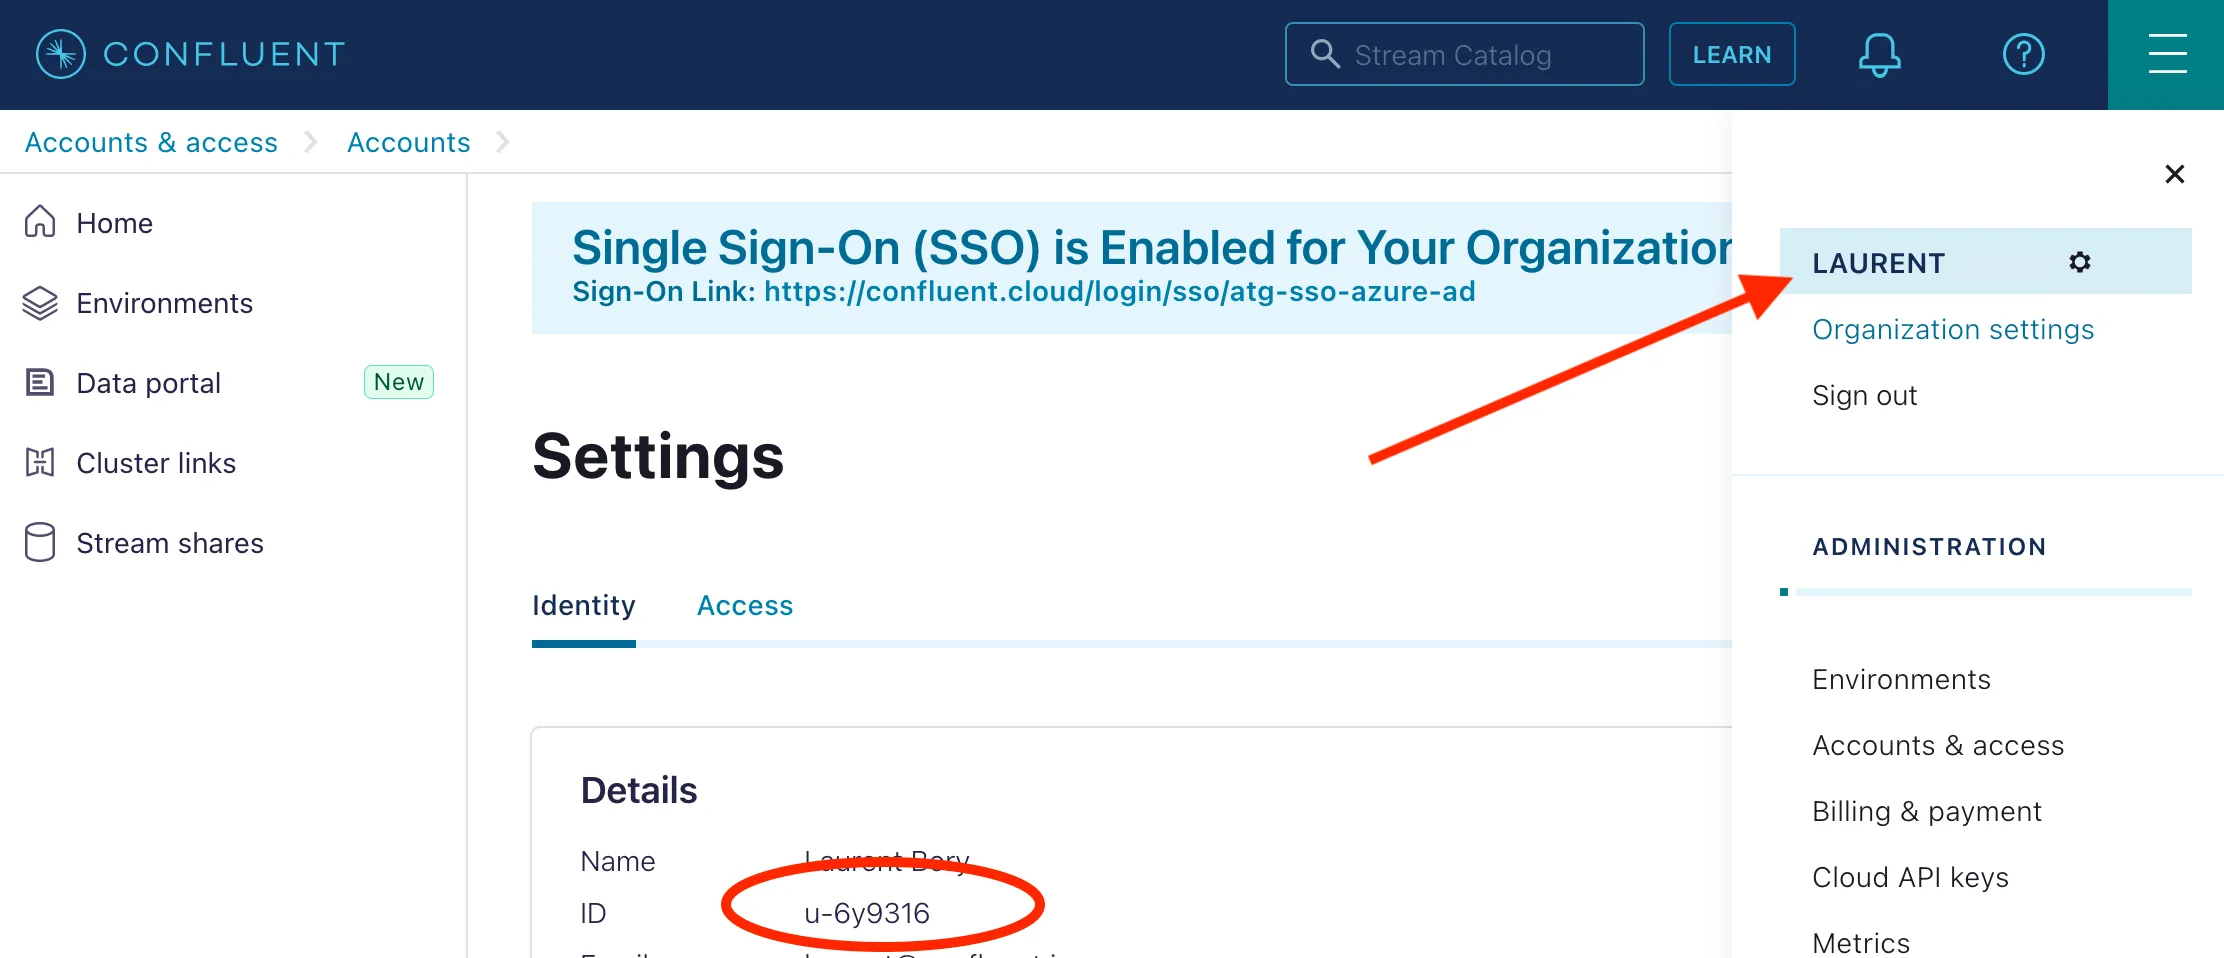 CONFLUENT
Stream Catalog
LEARN
Accounts & access
Accounts
Home
Environments
Data portal
New
Cluster links
Stream shares
Single Sign-On (SSO) is Enabled for Your Organization
Sign-On Link: https://confluent.cloud/login/sso/atg-sso-azure-ad
Settings
Identity
Access
Details
Name
Laurent Bory
ID
u-6y9316
Email
LAURENT
Organization settings
Sign out
ADMINISTRATION
Environments
Accounts & access
Billing & payment
Cloud API keys
Metrics